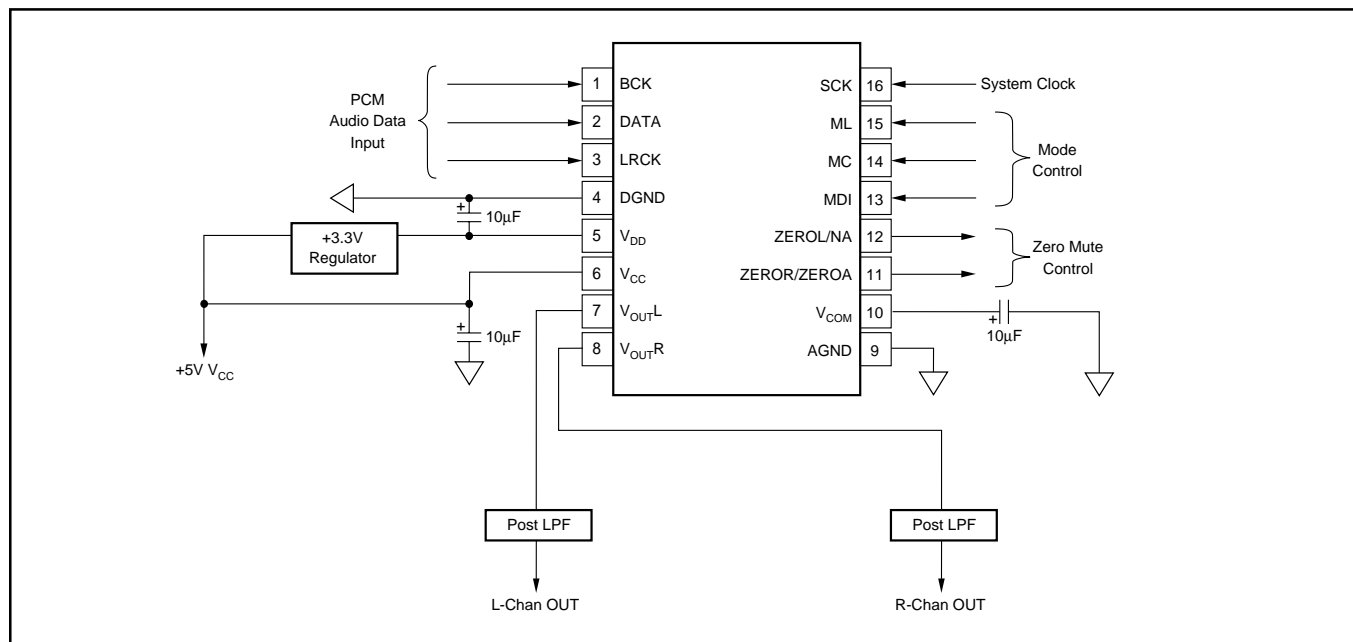 PCM
Audio Data
Input
1 BCK
2 DATA
3 LRCK
4 DGND
5 VDD
6 VCC
7 VOUTL
8 VOUTR
SCK 16
ML 15
MC 14
MDI 13
ZEROL/NA 12
ZEROR/ZEROA 11
VCOM 10
AGND 9
System Clock
Mode
Control
Zero Mute
Control
+
10µF
+3.3V
Regulator
+
10µF
+5V VCC
+
10µF
Post LPF
L-Chan OUT
Post LPF
R-Chan OUT